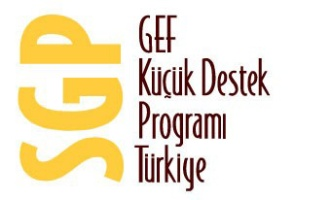 SGP
GEF
Küçük Destek
Programı
Türkiye